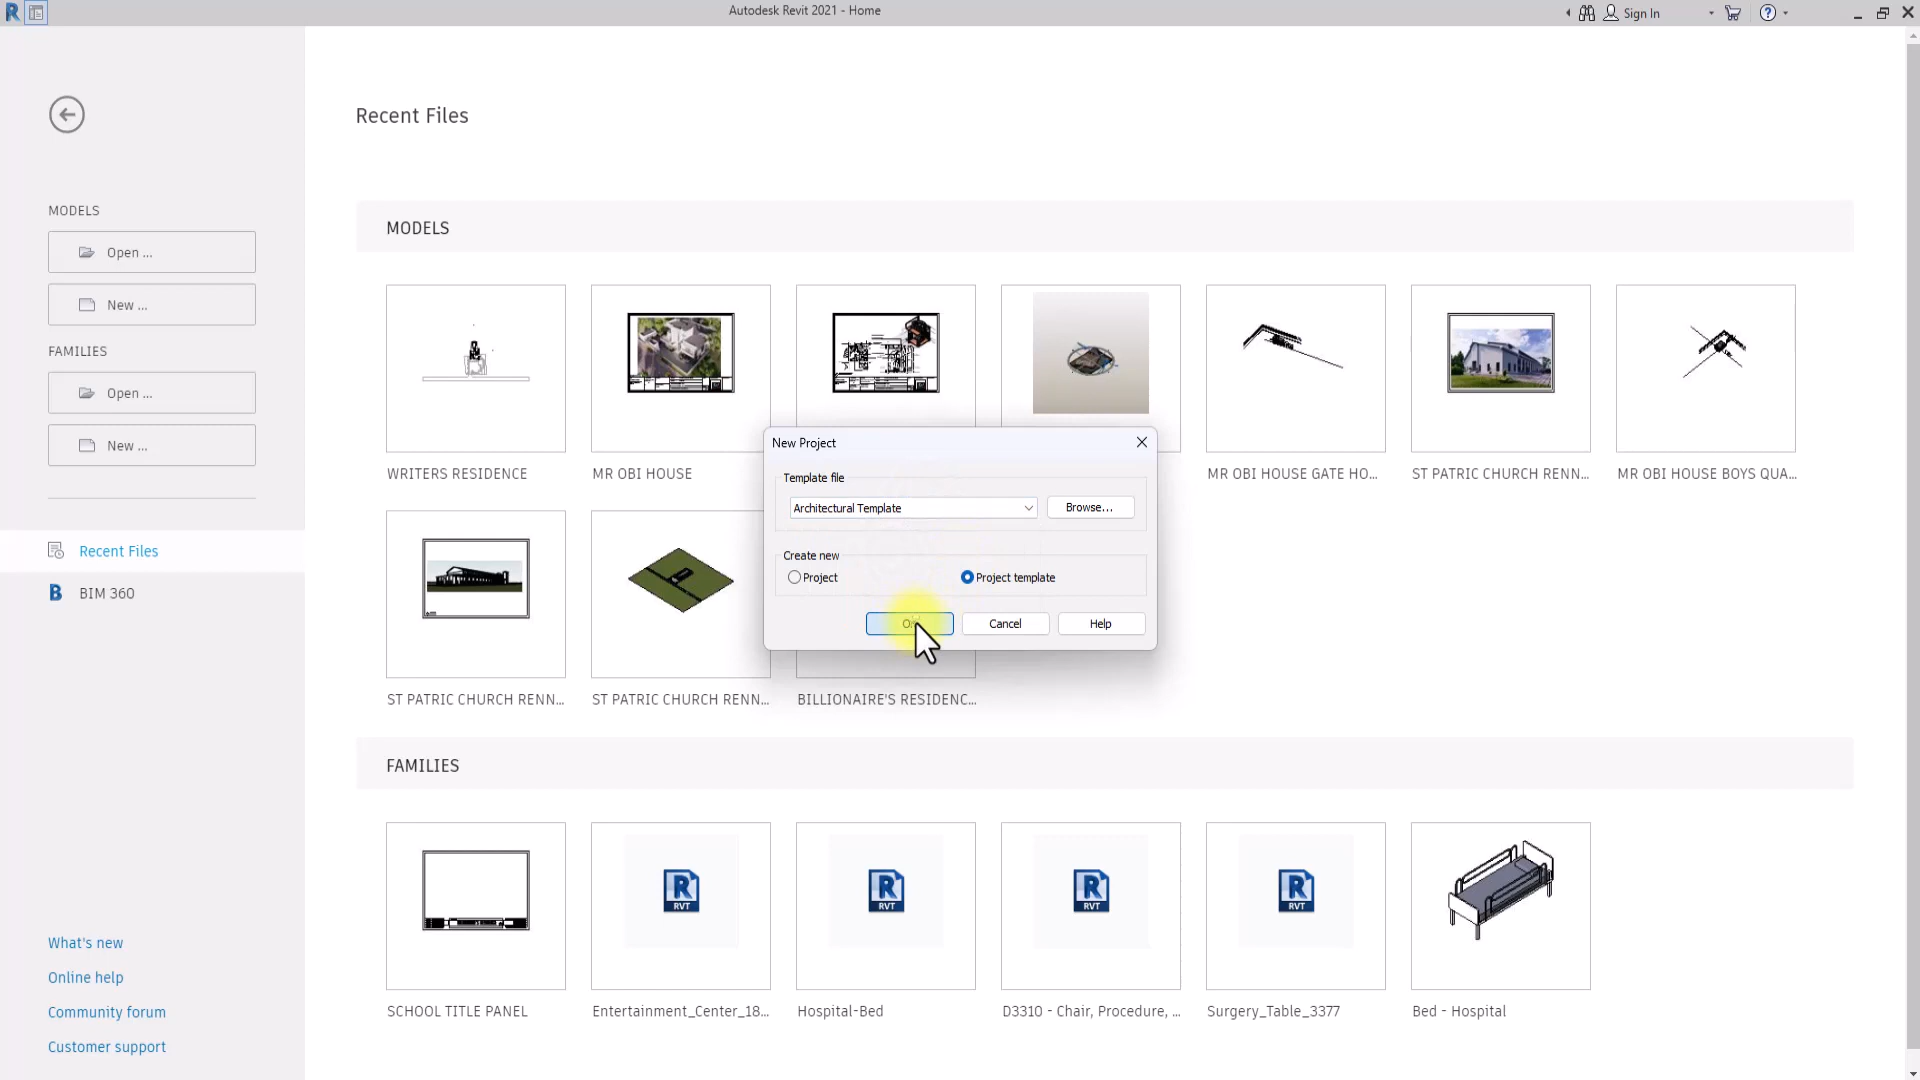 Autodesk Revit 2021 - Home
Sign In
Recent Files
MODELS
Open ...
New ...
FAMILIES
Open ...
New ...
Recent Files
BIM 360
What's new
Online help
Community forum
Customer support
MODELS
WRITERS RESIDENCE
MR OBI HOUSE
MR OBI HOUSE GATE HO...
ST PATRIC CHURCH RENN...
MR OBI HOUSE BOYS QUA...
ST PATRIC CHURCH RENN...
ST PATRIC CHURCH RENN...
BILLIONAIRE'S RESIDENC...
New Project
Template file
Architectural Template
Browse...
Create new
Project
Project template
Cancel
Help
FAMILIES
RVT
RVT
RVT
RVT
SCHOOL TITLE PANEL
Entertainment_Center_18...
Hospital-Bed
D3310 - Chair, Procedure, ...
Surgery_Table_3377
Bed - Hospital